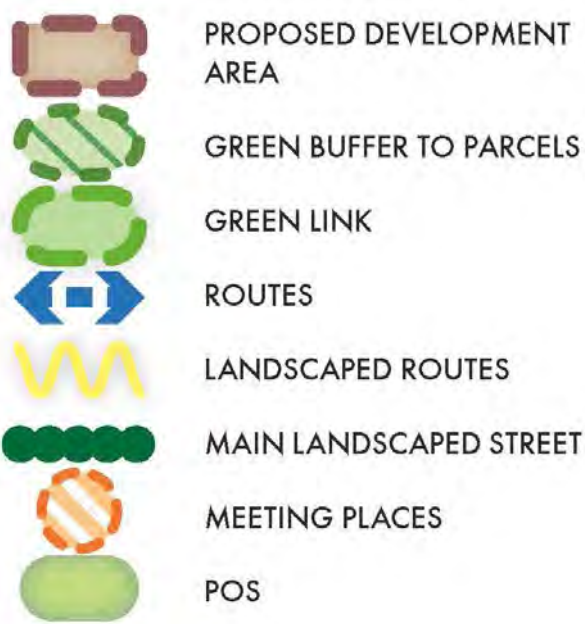 PROPOSED DEVELOPMENT
AREA
GREEN BUFFER TO PARCELS
GREEN LINK
ROUTES
LANDSCAPED ROUTES
MAIN LANDSCAPED STREET
MEETING PLACES
POS